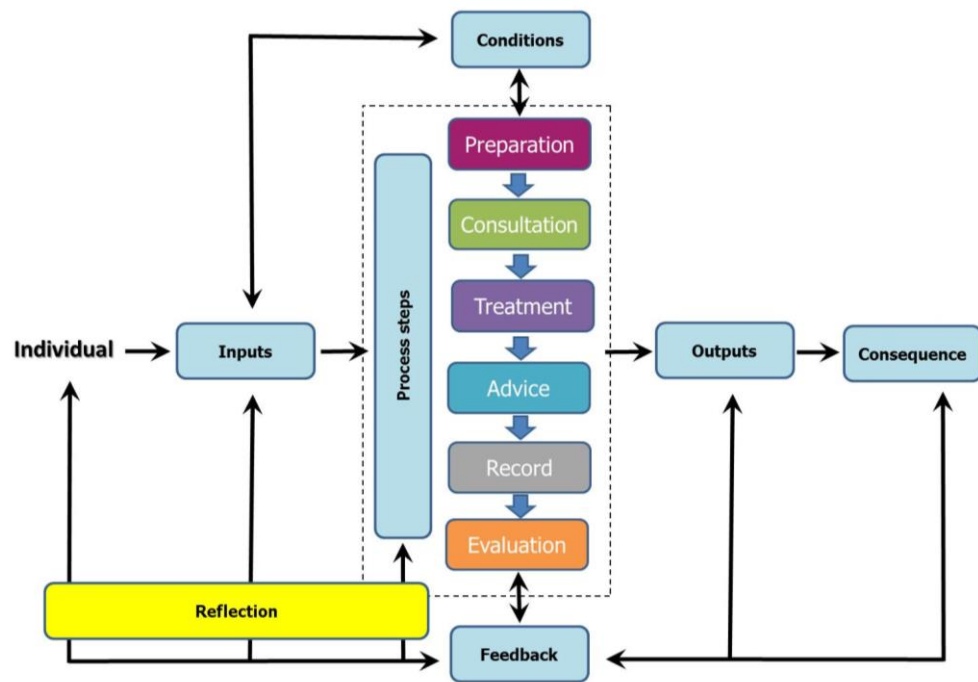 Conditions
Preparation
Consultation
Treatment
Advice
Record
Evaluation
Process steps
Individual
Inputs
Outputs
Consequence
Reflection
Feedback